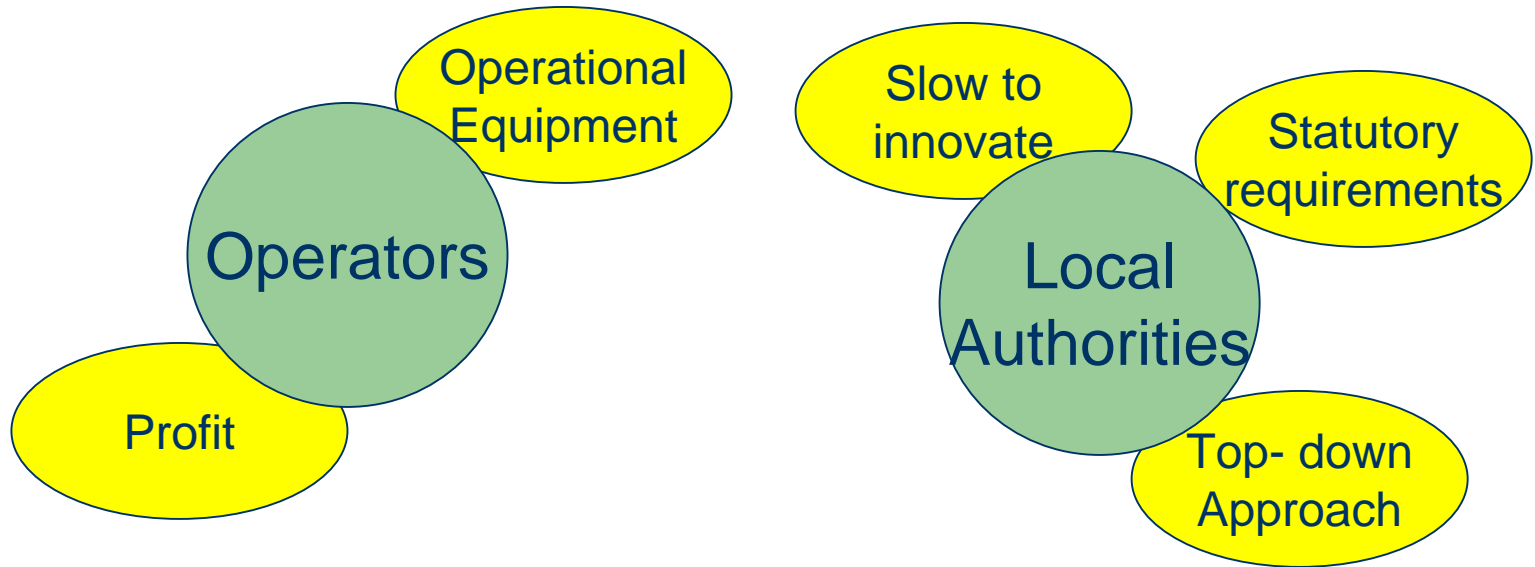 Operational
Equipment
Operators
Profit
Slow to
innovate
Statutory
requirements
Local
Authorities
Top- down
Approach